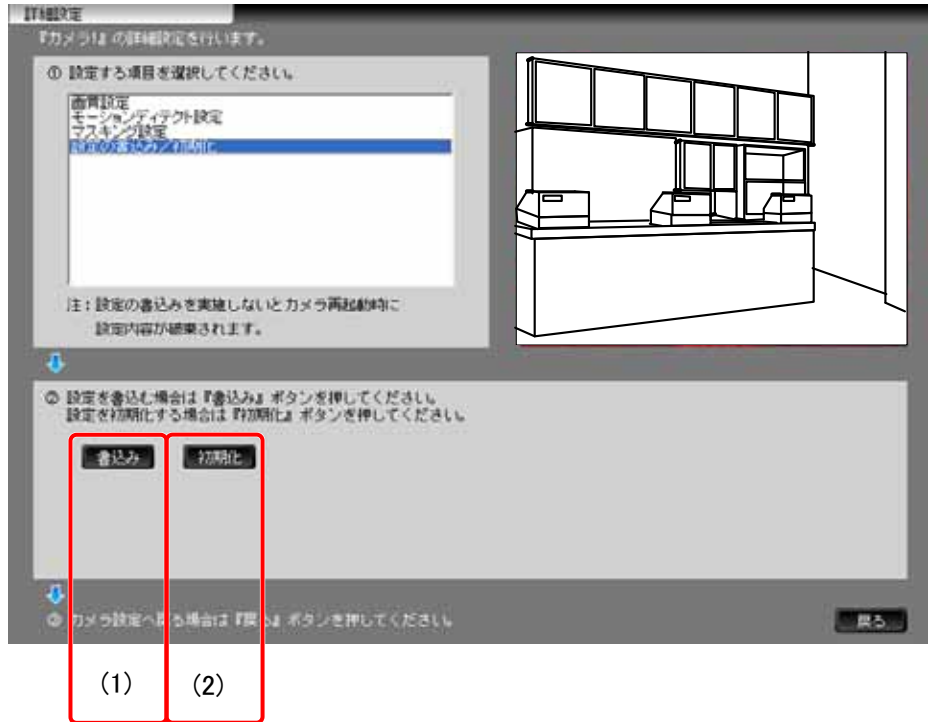 詳細設定
『カメラ1』の詳細設定を行います。
① 設定する項目を選択してください。
画質設定
モーションディテクト設定
マスキング設定
設定の書込み／初期化
注：設定の書込みを実施しないとカメラ再起動時に
設定内容が破棄されます。
② 設定を書込む場合は『書込み』ボタンを押してください。
設定を初期化する場合は『初期化』ボタンを押してください。
書込み
初期化
③ カメラ設定へ戻る場合は『戻る』ボタンを押してください。
戻る
(1)
(2)